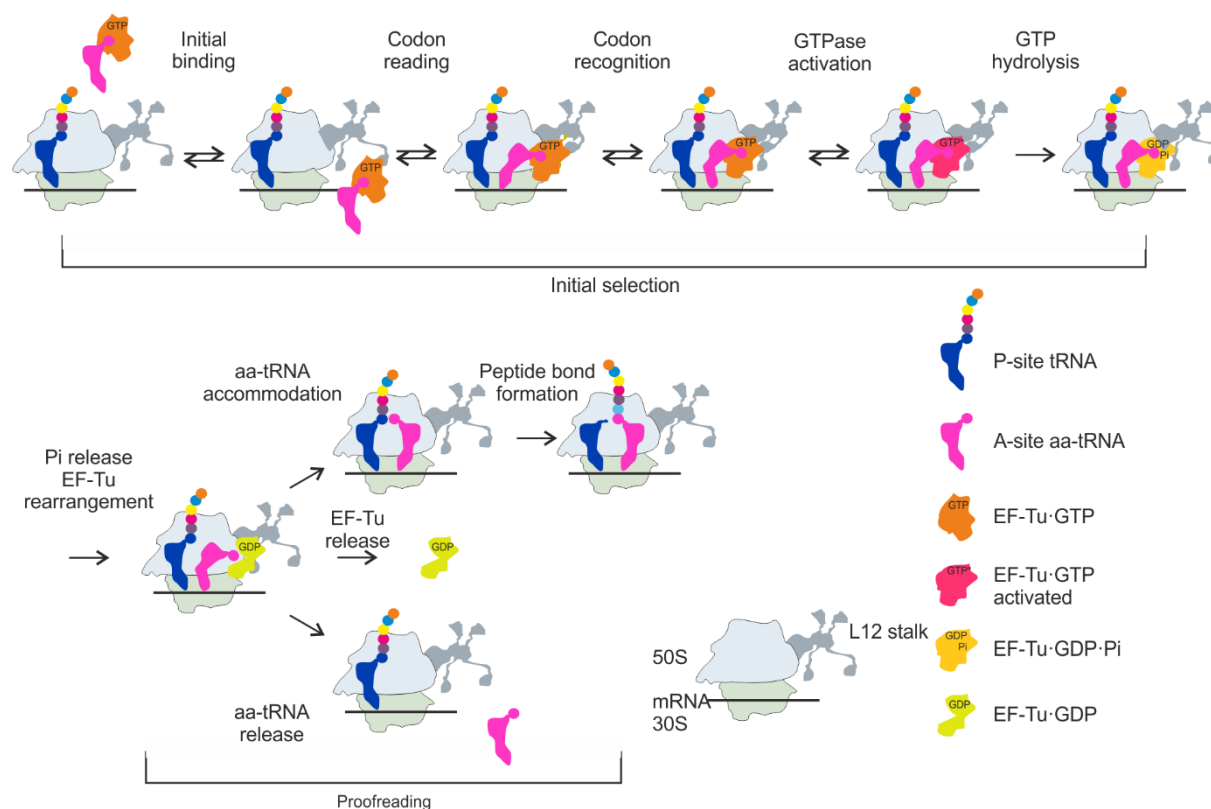 GTP
Initial
binding
Codon
reading
Codon
recognition
GTPase
activation
GTP
hydrolysis
GTP
GTP
GTP
GTP*
GDP
Pi
Initial selection
aa-tRNA
accommodation
Peptide bond
formation
Pi release
EF-Tu
rearrangement
GDP
EF-Tu
release
GDP
aa-tRNA
release
Proofreading
50S
mRNA
30S
L12 stalk
P-site tRNA
A-site aa-tRNA
GTP
EF-Tu·GTP
GTP*
EF-Tu·GTP
activated
GDP
Pi
EF-Tu·GDP·Pi
GDP
EF-Tu·GDP